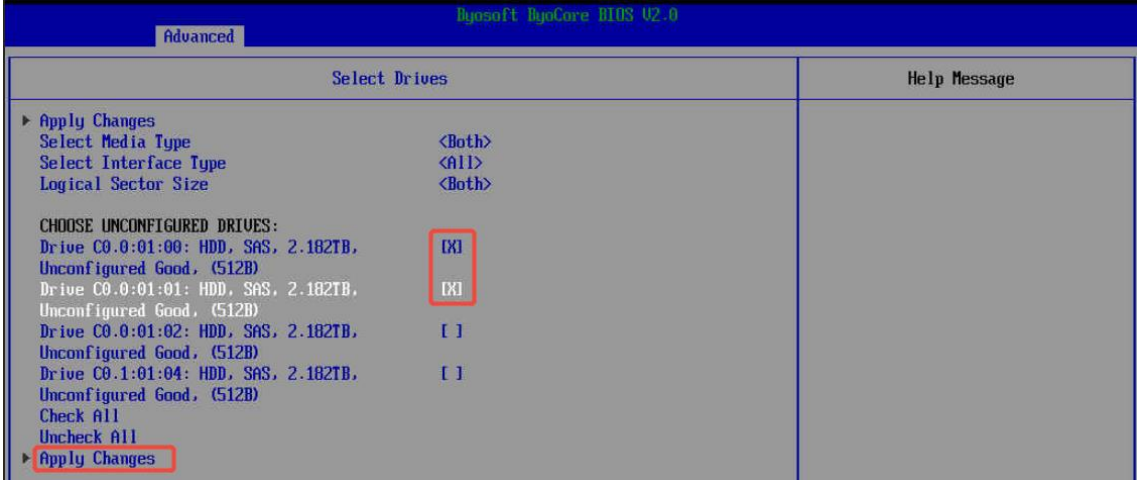 Byosoft ByoCore BIOS V2.0
Advanced
Select Drives
Help Message
Apply Changes
Select Media Type <Both>
Select Interface Type <All>
Logical Sector Size <Both>
CHOOSE UNCONFIGURED DRIVES:
Drive C0.0:01:00: HDD, SAS, 2.182TB, [X]
Unconfigured Good, (512B)
Drive C0.0:01:01: HDD, SAS, 2.182TB, [X]
Unconfigured Good, (512B)
Drive C0.0:01:02: HDD, SAS, 2.182TB, [ ]
Unconfigured Good, (512B)
Drive C0.1:01:04: HDD, SAS, 2.182TB, [ ]
Unconfigured Good, (512B)
Check All
Uncheck All
Apply Changes